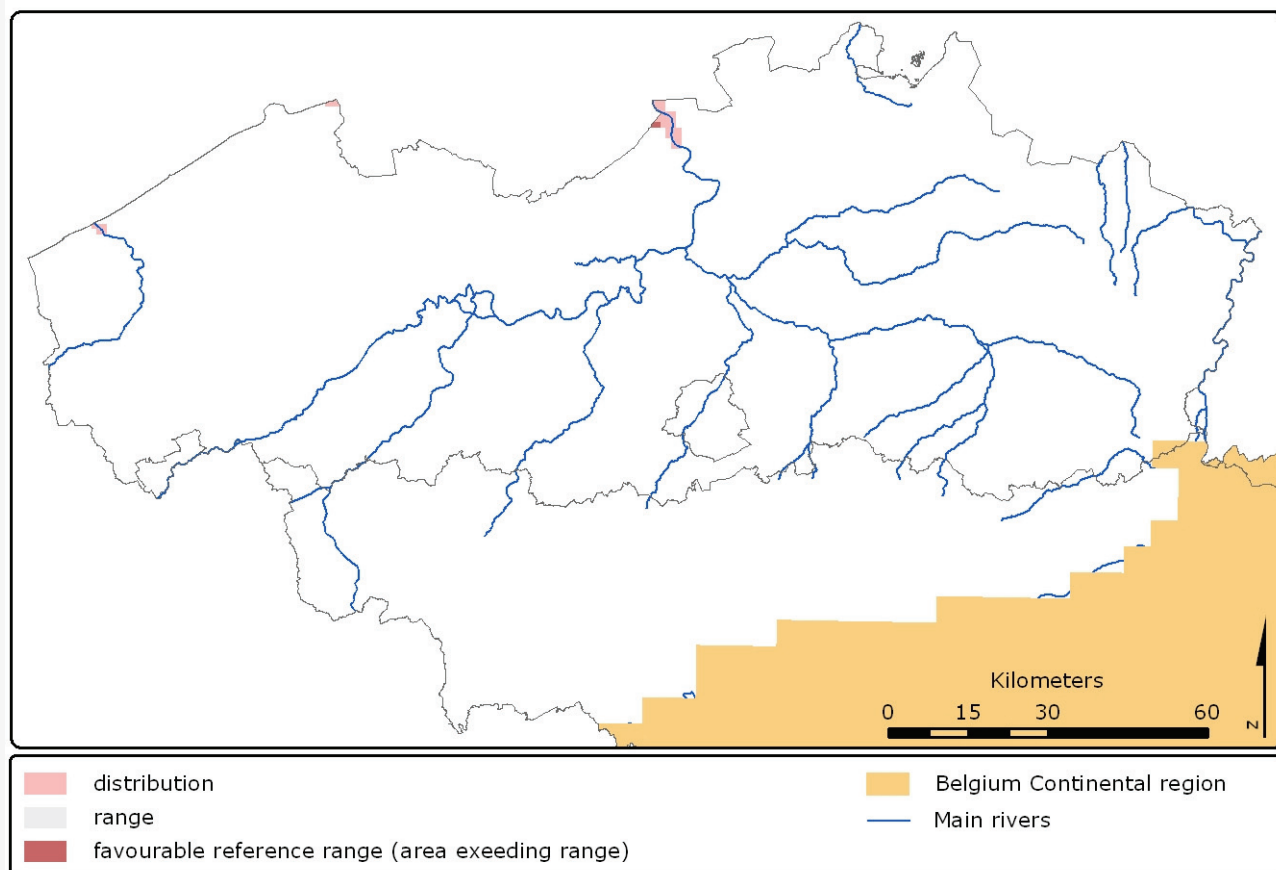 Kilometers
0 15 30 60
z
distribution
range
favourable reference range (area exeeding range)
Belgium Continental region
Main rivers